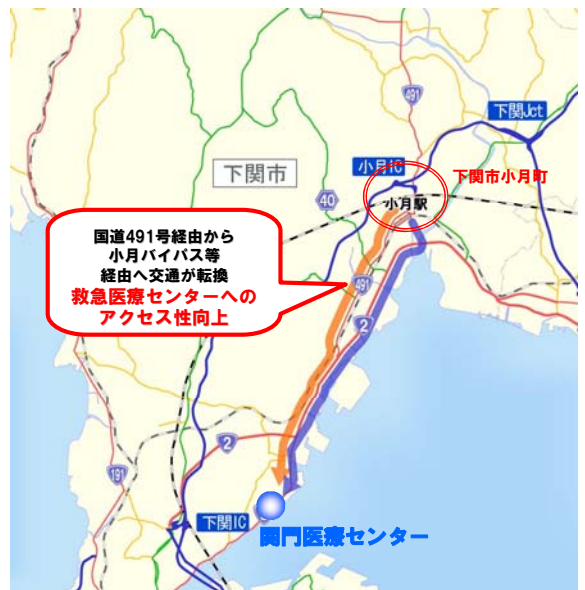 491
下関Jct
小月IC
下関市小月町
下関市
40
小月駅
国道491号経由から
小月バイパス等
経由へ交通が転換
救急医療センターへの
アクセス性向上
491
2
2
191
下関IC
関門医療センター